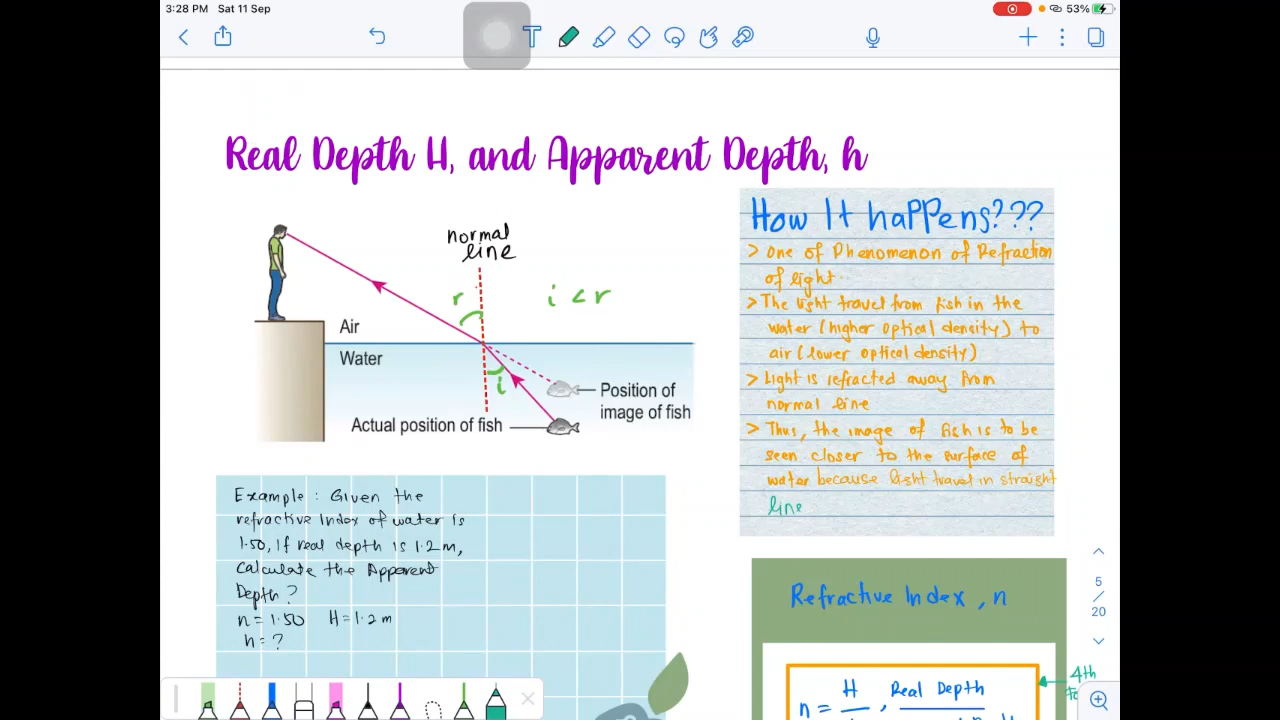 3:28 PM Sat 11 Sep
53%
T
Real Depth H, and Apparent Depth, h
normal
line
r
i < r
Air
Water
i
Position of
image of fish
Actual position of fish
How It happens???
> One of Phenomenon of Refraction
of light..
> The light travel from fish in the
water (higher optical density) to
air (lower optical density)
> Light is refracted away from
normal line
> Thus, the image of fish is to be
seen closer to the surface of
water because light travel in straight
line
Example : Given the
refractive Index of water is
1.50, if real depth is 1.2 m,
calculate the Apparent
Depth?
n = 1.50 H = 1.2 m
h = ?
Refractive Index, n
n = H , Real Depth
4th
5
/
20